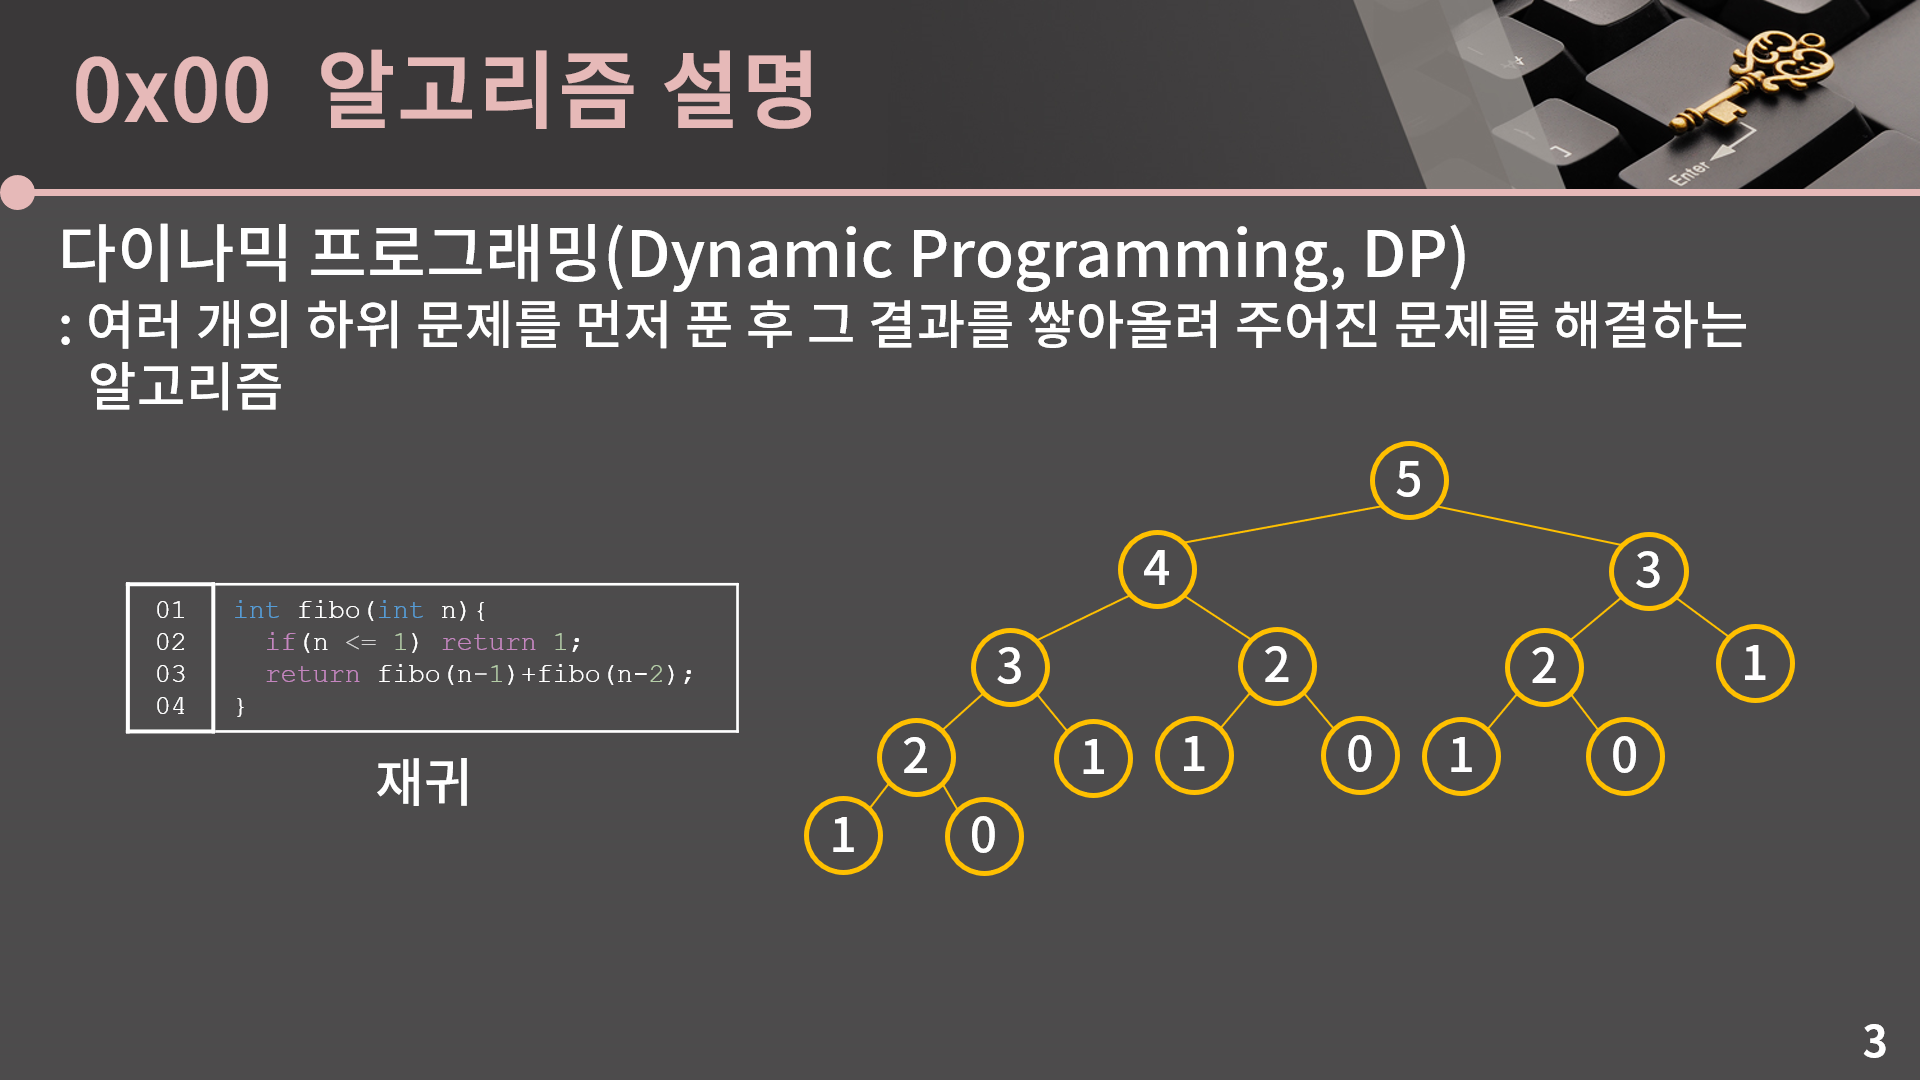 0x00 알고리즘 설명
Enter
다이나믹 프로그래밍(Dynamic Programming, DP)
: 여러 개의 하위 문제를 먼저 푼 후 그 결과를 쌓아올려 주어진 문제를 해결하는
알고리즘
01 int fibo(int n){
02   if(n <= 1) return 1;
03   return fibo(n-1)+fibo(n-2);
04 }
재귀
5
4 3
3 2 2 1
2 1 1 0 1 0
1 0
3